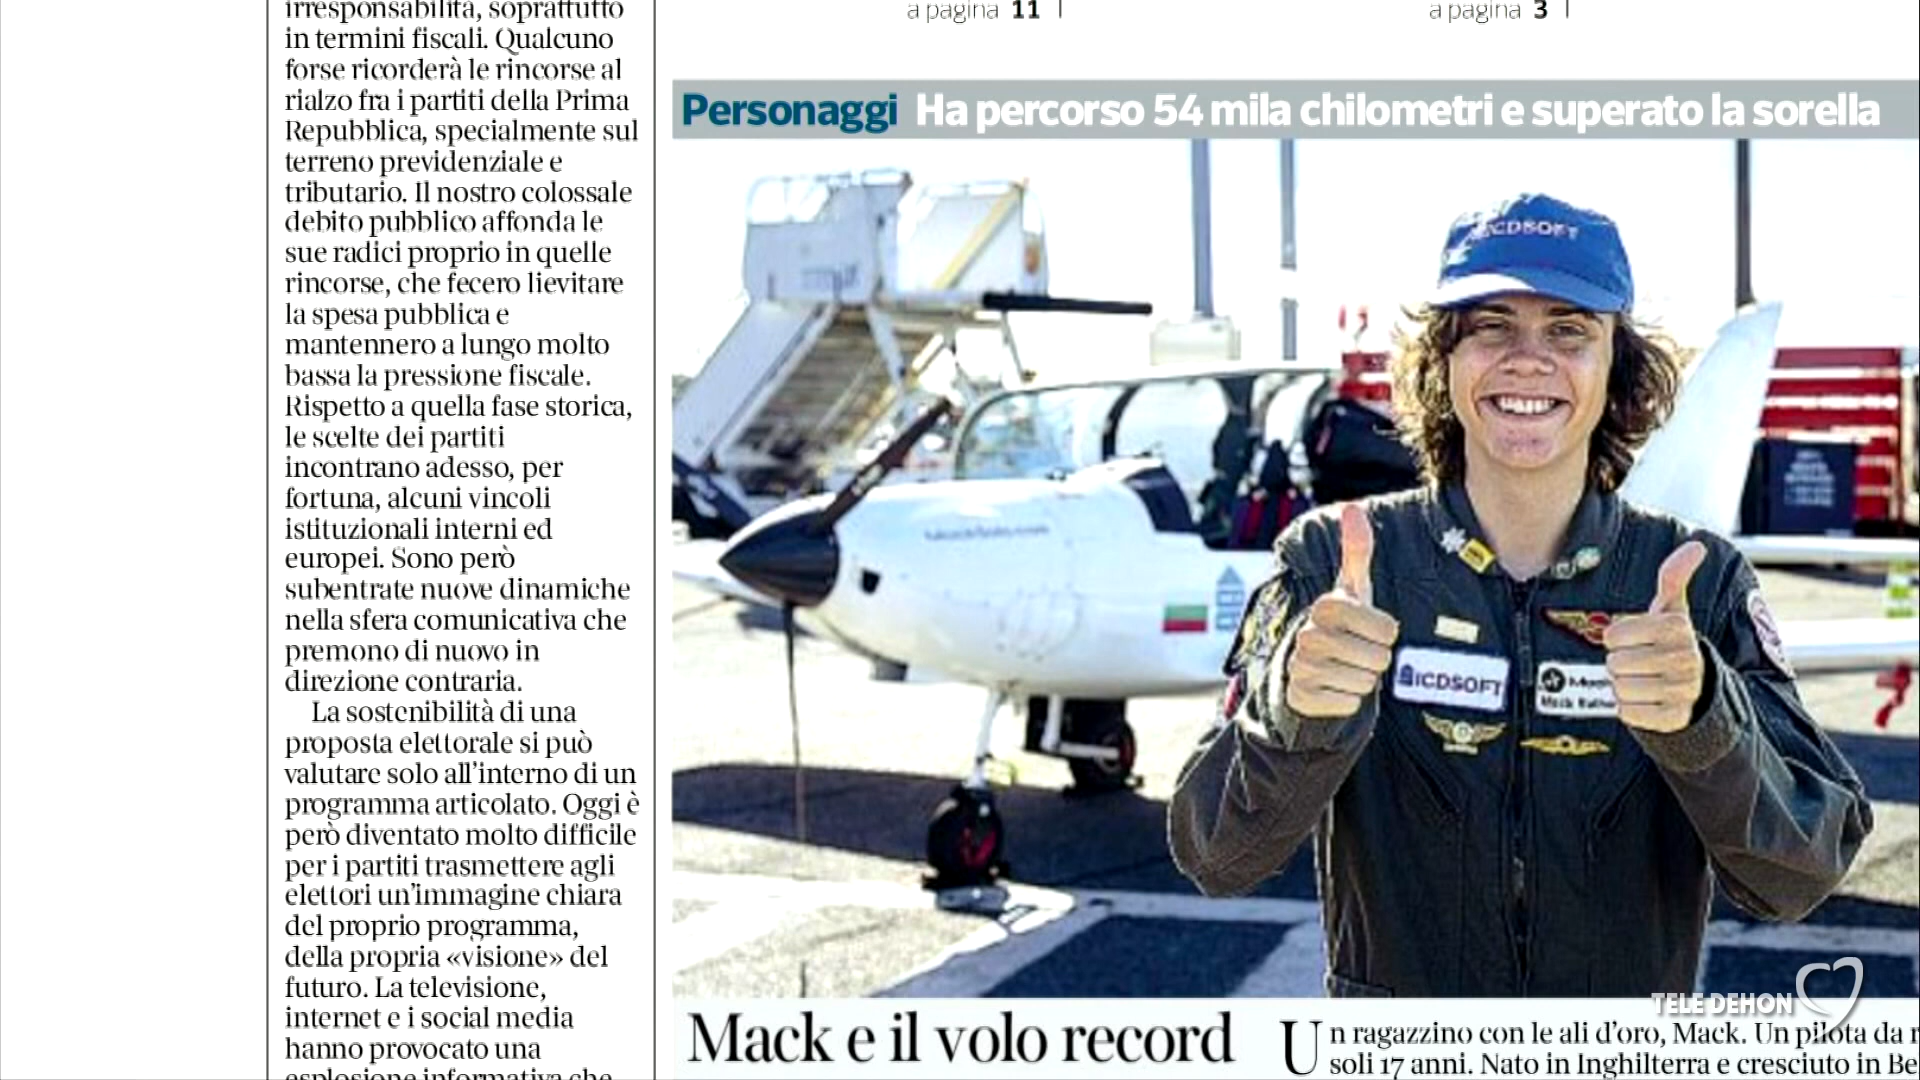 irresponsabilità, soprattutto
in termini fiscali. Qualcuno
forse ricorderà le rincorse al
rialzo fra i partiti della Prima
Repubblica, specialmente sul
terreno previdenziale e
tributario. Il nostro colossale
debito pubblico affonda le
sue radici proprio in quelle
rincorse, che fecero lievitare
la spesa pubblica e
mantennero a lungo molto
bassa la pressione fiscale.
Rispetto a quella fase storica,
le scelte dei partiti
incontrano adesso, per
fortuna, alcuni vincoli
istituzionali interni ed
europei. Sono però
subentrate nuove dinamiche
nella sfera comunicativa che
premono di nuovo in
direzione contraria.
La sostenibilità di una
proposta elettorale si può
valutare solo all'interno di un
programma articolato. Oggi è
però diventato molto difficile
per i partiti trasmettere agli
elettori un'immagine chiara
del proprio programma,
della propria «visione» del
futuro. La televisione,
internet e i social media
hanno provocato una
esplosione informativa che
a pagina 11
a pagina 3
Personaggi Ha percorso 54 mila chilometri e superato la sorella
ICDSOFT
MackSolo.com
ICDSOFT
Mack
Mack e il volo record
Un ragazzino con le ali d'oro, Mack. Un pilota da
soli 17 anni. Nato in Inghilterra e cresciuto in Be
TELE DEHON